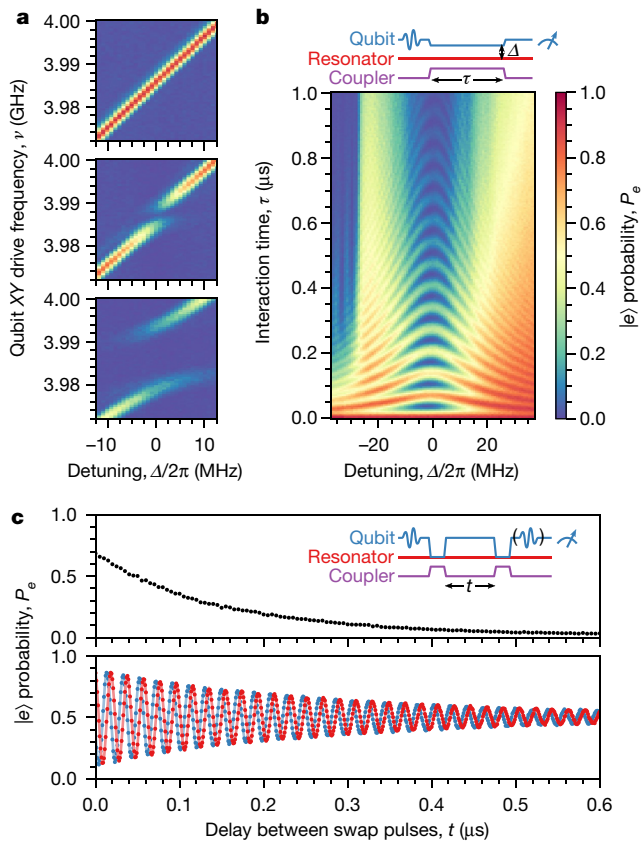 a
4.00
3.99
3.98
4.00
3.99
3.98
4.00
3.99
3.98
Qubit XY drive frequency, ν (GHz)
−10
0
10
Detuning, Δ/2π (MHz)
b
Qubit
Resonator
Coupler
Δ
τ
1.0
0.8
0.6
0.4
0.2
0.0
Interaction time, τ (μs)
−20
0
20
Detuning, Δ/2π (MHz)
1.0
0.8
0.6
0.4
0.2
0.0
|e⟩ probability, Pe
c
1.0
0.5
0.0
Qubit
Resonator
Coupler
( )
t
1.0
0.5
0.0
|e⟩ probability, Pe
0.0
0.1
0.2
0.3
0.4
0.5
0.6
Delay between swap pulses, t (μs)